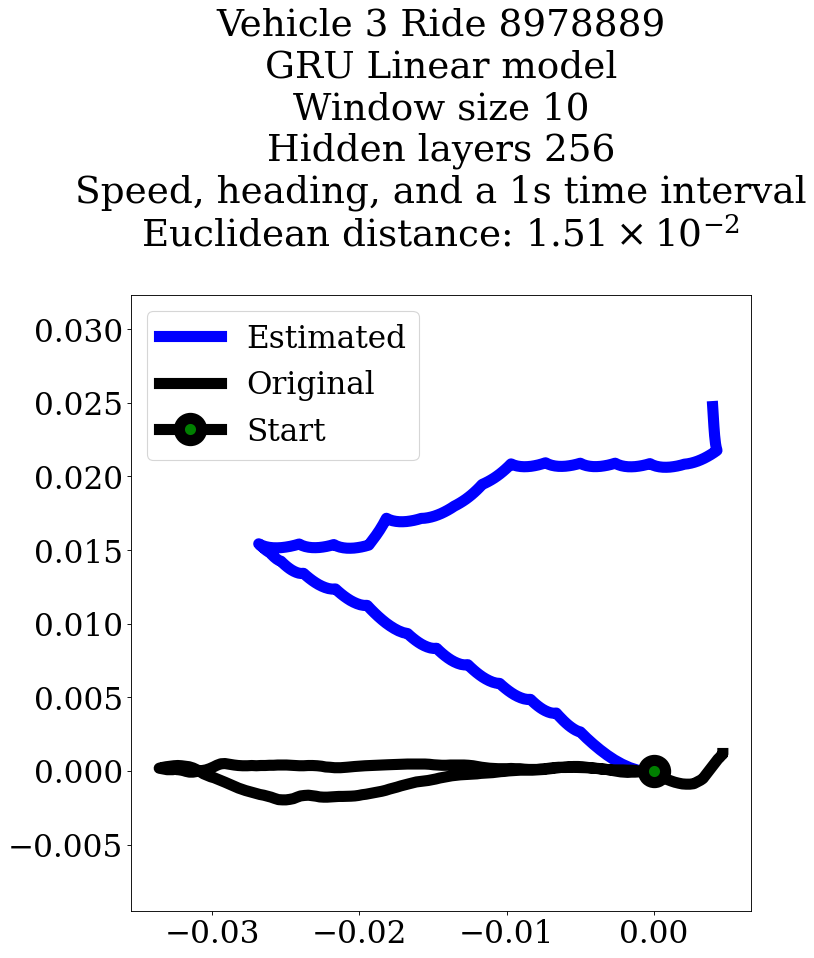 Vehicle 3 Ride 8978889
GRU Linear model
Window size 10
Hidden layers 256
Speed, heading, and a 1s time interval
Euclidean distance: 1.51 × 10⁻²
Estimated
Original
Start
0.030
0.025
0.020
0.015
0.010
0.005
0.000
−0.005
−0.03 −0.02 −0.01 0.00